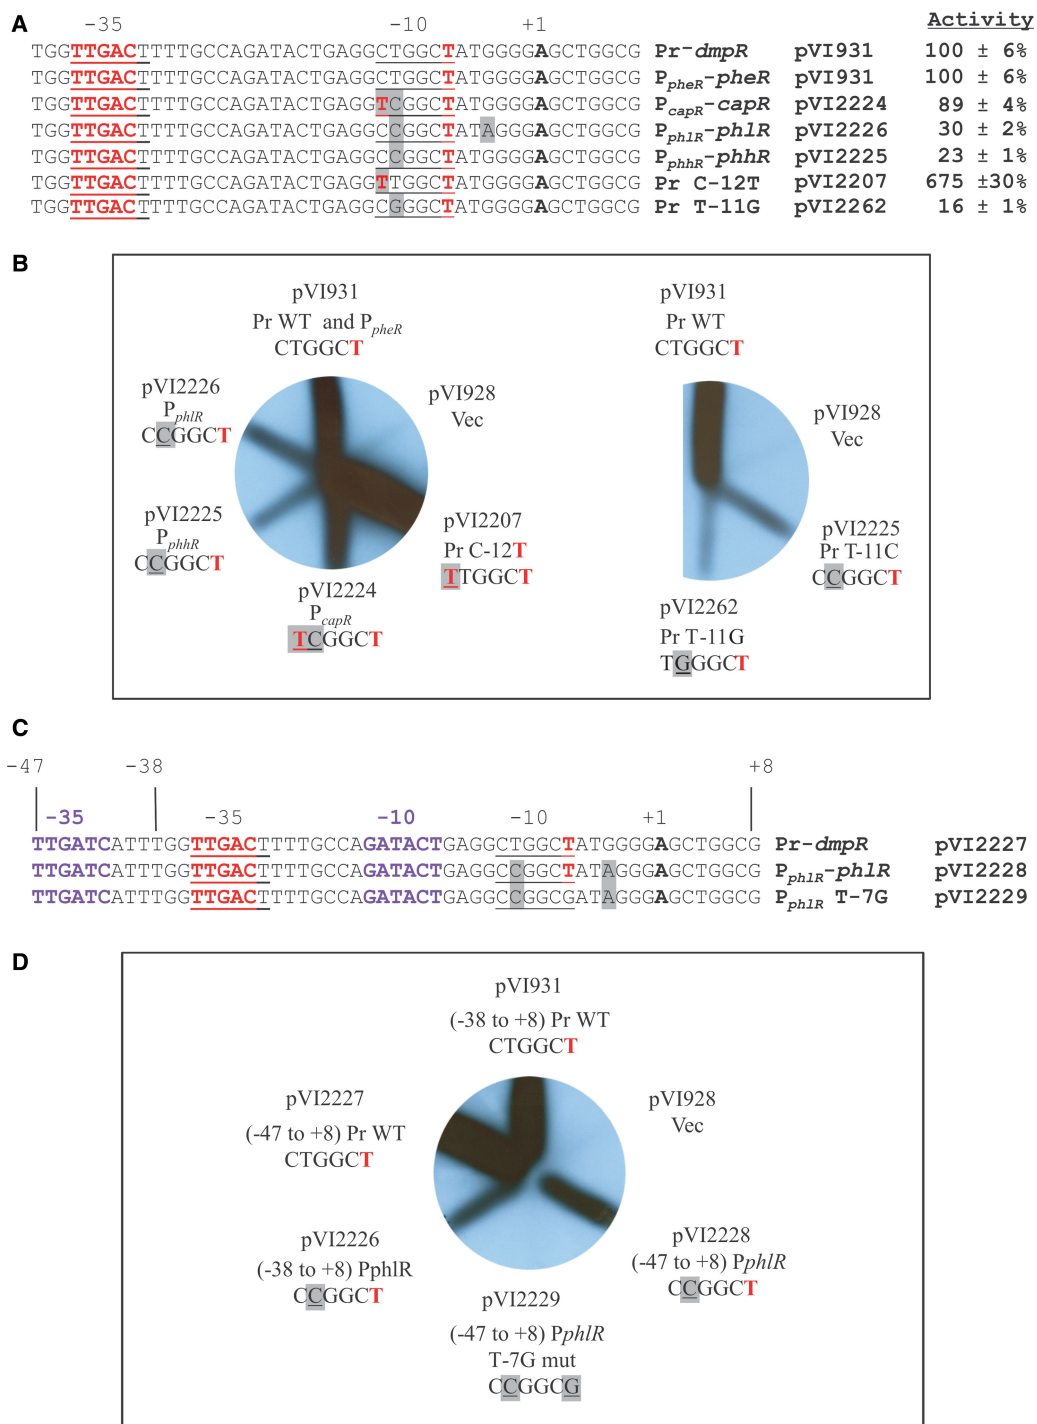 A
-35 -10 +1 Activity
TGGTTGACTTTTGCCAGATACTGAGGCTGGCTATGGGGAGCTGGCG Pr-dmpR pVI931 100 ± 6%
TGGTTGACTTTTGCCAGATACTGAGGCTGGCTATGGGGAGCTGGCG PpheR-pheR pVI931 100 ± 6%
TGGTTGACTTTTGCCAGATACTGAGGTCGGCTATGGGGAGCTGGCG PcapR-capR pVI2224 89 ± 4%
TGGTTGACTTTTGCCAGATACTGAGGCCGGCTATAGGGAGCTGGCG PphlR-phlR pVI2226 30 ± 2%
TGGTTGACTTTTGCCAGATACTGAGGCCGGCTATGGGGAGCTGGCG PphhR-phhR pVI2225 23 ± 1%
TGGTTGACTTTTGCCAGATACTGAGGTTGGCTATGGGGAGCTGGCG Pr C-12T pVI2207 675 ±30%
TGGTTGACTTTTGCCAGATACTGAGGCGGGCTATGGGGAGCTGGCG Pr T-11G pVI2262 16 ± 1%
B
pVI931
Pr WT and PpheR
CTGGCT
pVI2226
PphlR
CCGGCT
pVI928
Vec
pVI2225
PphhR
CCGGCT
pVI2207
Pr C-12T
TTGGCT
pVI2224
PcapR
TCGGCT
pVI931
Pr WT
CTGGCT
pVI928
Vec
pVI2225
Pr T-11C
CCGGCT
pVI2262
Pr T-11G
TGGGCT
C
-47 -38 +8
-35 -35 -10 -10 +1
TTGATCATTTGGTTGACTTTTGCCAGATACTGAGGCTGGCTATGGGGAGCTGGCG Pr-dmpR pVI2227
TTGATCATTTGGTTGACTTTTGCCAGATACTGAGGCCGGCTATAGGGAGCTGGCG PphlR-phlR pVI2228
TTGATCATTTGGTTGACTTTTGCCAGATACTGAGGCCGGCGATAGGGAGCTGGCG PphlR T-7G pVI2229
D
pVI931
(-38 to +8) Pr WT
CTGGCT
pVI2227
(-47 to +8) Pr WT
CTGGCT
pVI928
Vec
pVI2226
(-38 to +8) PphlR
CCGGCT
pVI2228
(-47 to +8) PphlR
CCGGCT
pVI2229
(-47 to +8) PphlR
T-7G mut
CCGGCG